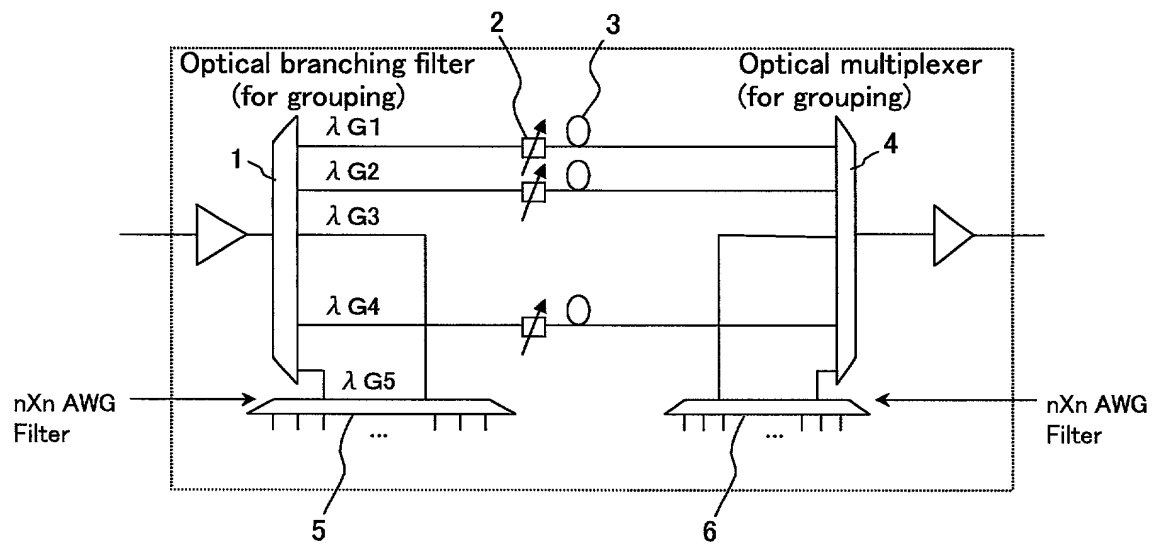 2
3
Optical branching filter
(for grouping)
Optical multiplexer
(for grouping)
1
λ G1
4
λ G2
λ G3
λ G4
λ G5
nXn AWG
Filter
nXn AWG
Filter
...
...
5
6